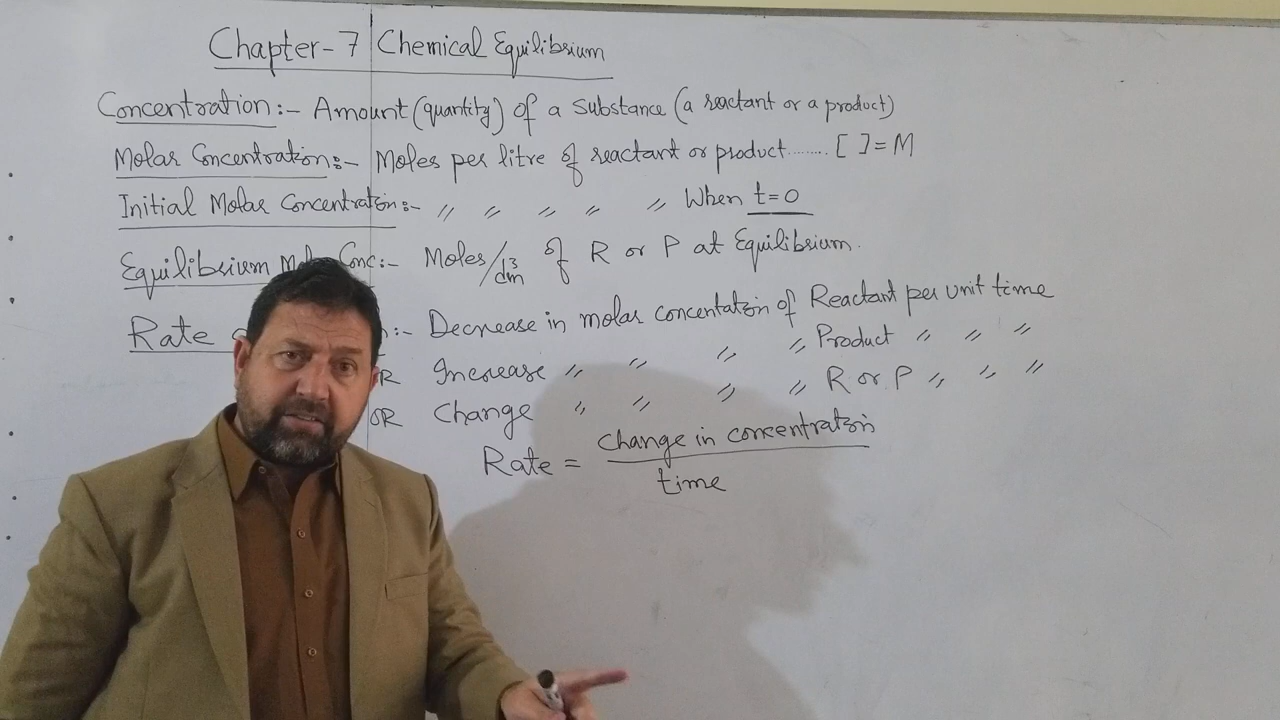 Chapter-7 Chemical Equilibrium
Concentration:- Amount (quantity) of a Substance (a reactant or a product)
Molar Concentration:- Moles per litre of reactant or product........ [ ]=M
Initial Molar Concentration:- " " " " " When t=0
Equilibrium Molar Conc:- Moles/dm³ of R or P at Equilibrium.
Rate :- Decrease in molar concentration of Reactant per unit time
OR Increase " " " " Product " " "
OR Change " " " " R or P " " "
Rate = change in concentration
time